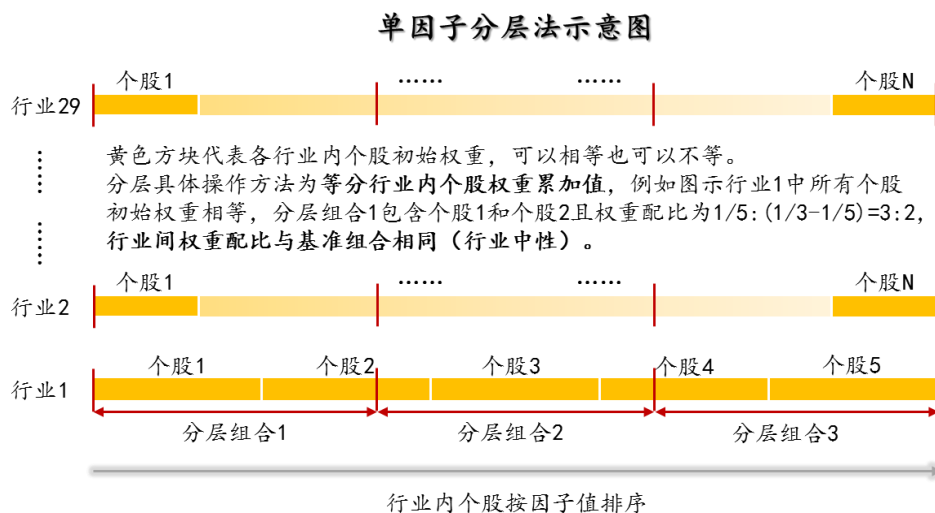 单因子分层法示意图
个股1 …… …… 个股N
行业29
……
黄色方块代表各行业内个股初始权重，可以相等也可以不等。
分层具体操作方法为等分行业内个股权重累加值，例如图示行业1中所有个股
初始权重相等，分层组合1包含个股1和个股2且权重配比为1/5:(1/3-1/5)=3:2，
行业间权重配比与基准组合相同（行业中性）。
……
个股1 …… …… 个股N
行业2
个股1 个股2 个股3 个股4 个股5
行业1
分层组合1 分层组合2 分层组合3
行业内个股按因子值排序